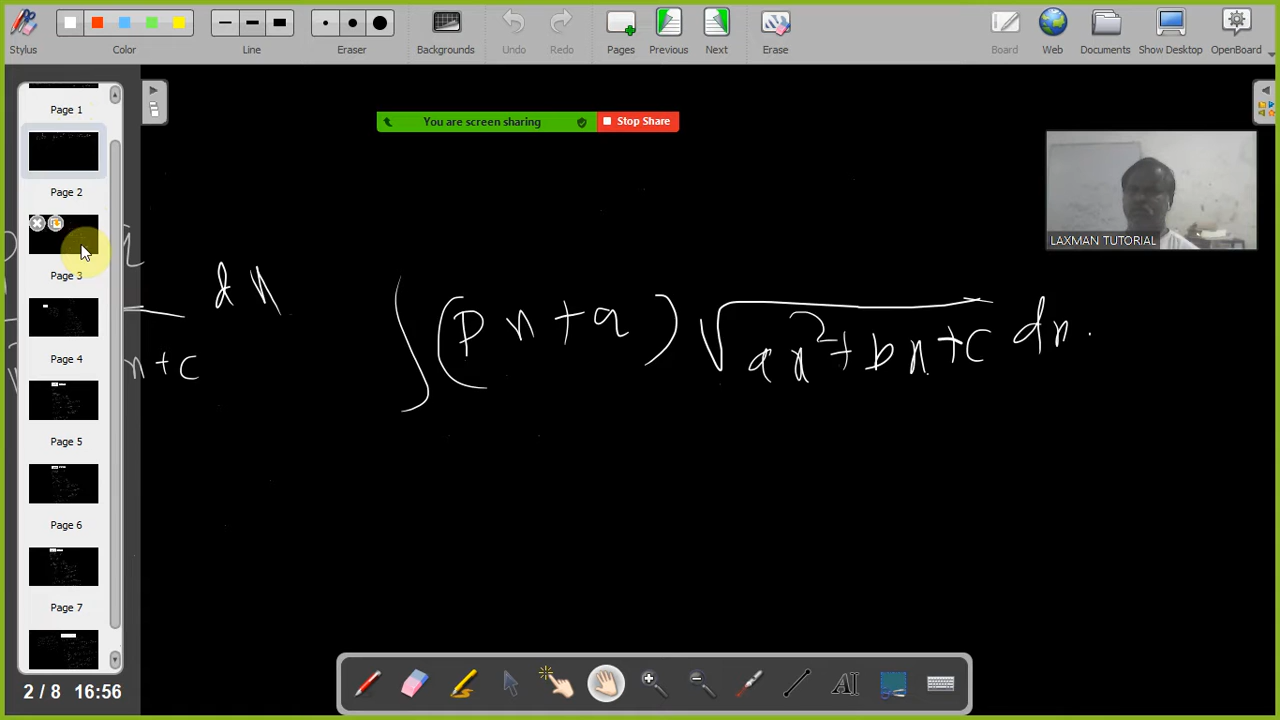 Stylus
Color
Line
Eraser
Backgrounds
Undo
Redo
Pages
Previous
Next
Erase
Board
Web
Documents
Show Desktop
OpenBoard
You are screen sharing
Stop Share
LAXMAN TUTORIAL
Page 1
Page 2
Page 3
Page 4
Page 5
Page 6
Page 7
2 / 8 16:56
dx
x+c
∫(px+q)√ax²+bx+c dx.
AI